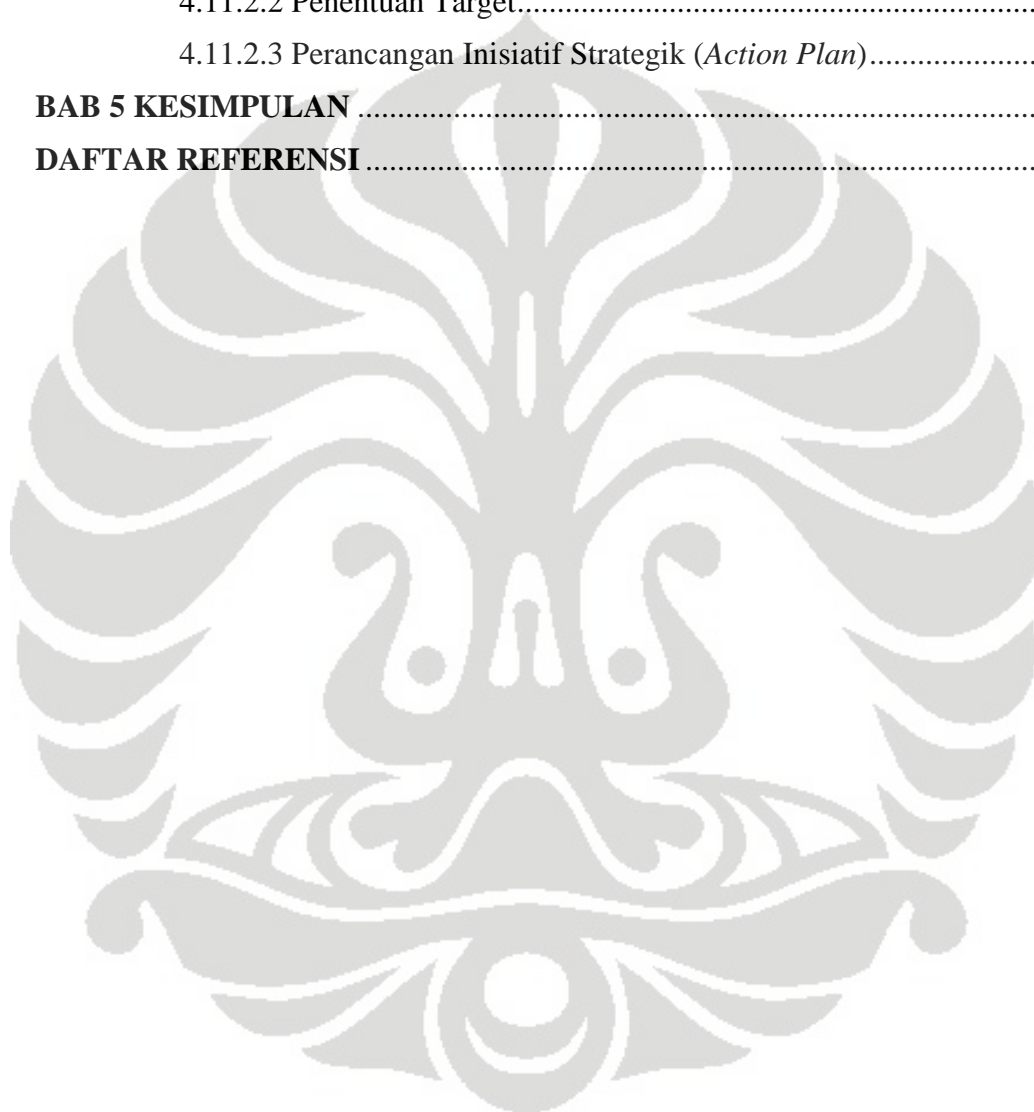 4.11.2.2 Penentuan Target........................................................................
4.11.2.3 Perancangan Inisiatif Strategik (Action Plan)......................
BAB 5 KESIMPULAN .........................................................................................
DAFTAR REFERENSI ........................................................................................